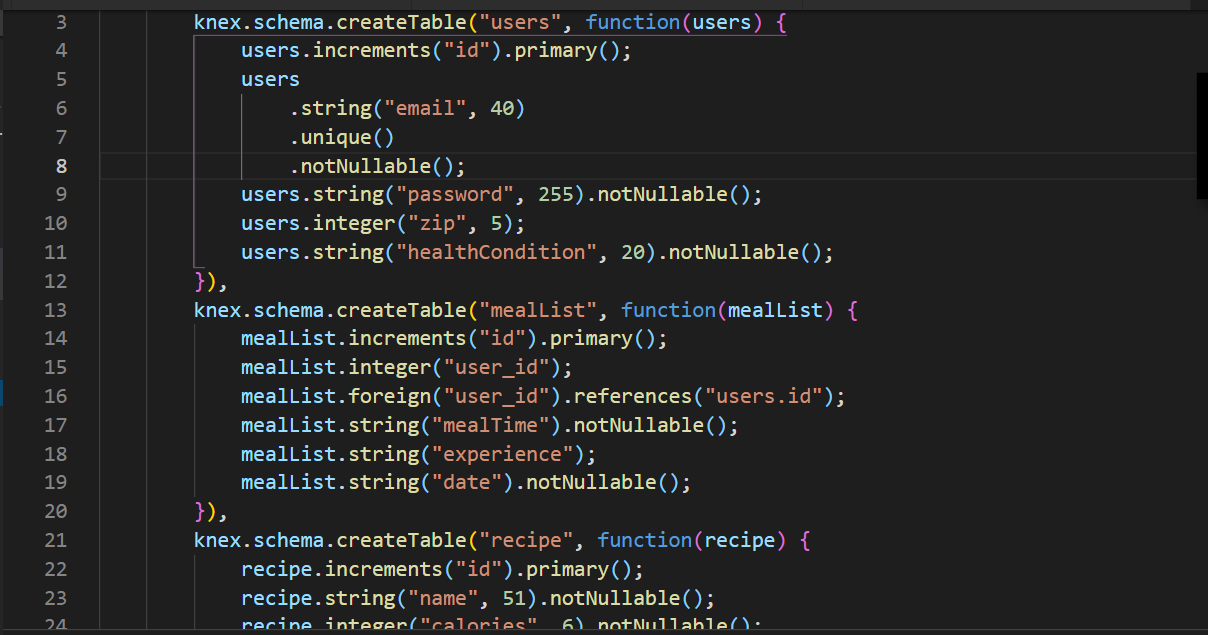 3 knex.schema.createTable("users", function(users) {
4 users.increments("id").primary();
5 users
6 .string("email", 40)
7 .unique()
8 .notNullable();
9 users.string("password", 255).notNullable();
10 users.integer("zip", 5);
11 users.string("healthCondition", 20).notNullable();
12 }),
13 knex.schema.createTable("mealList", function(mealList) {
14 mealList.increments("id").primary();
15 mealList.integer("user_id");
16 mealList.foreign("user_id").references("users.id");
17 mealList.string("mealTime").notNullable();
18 mealList.string("experience");
19 mealList.string("date").notNullable();
20 }),
21 knex.schema.createTable("recipe", function(recipe) {
22 recipe.increments("id").primary();
23 recipe.string("name", 51).notNullable();
24 recipe.integer("calories", 6).notNullable();